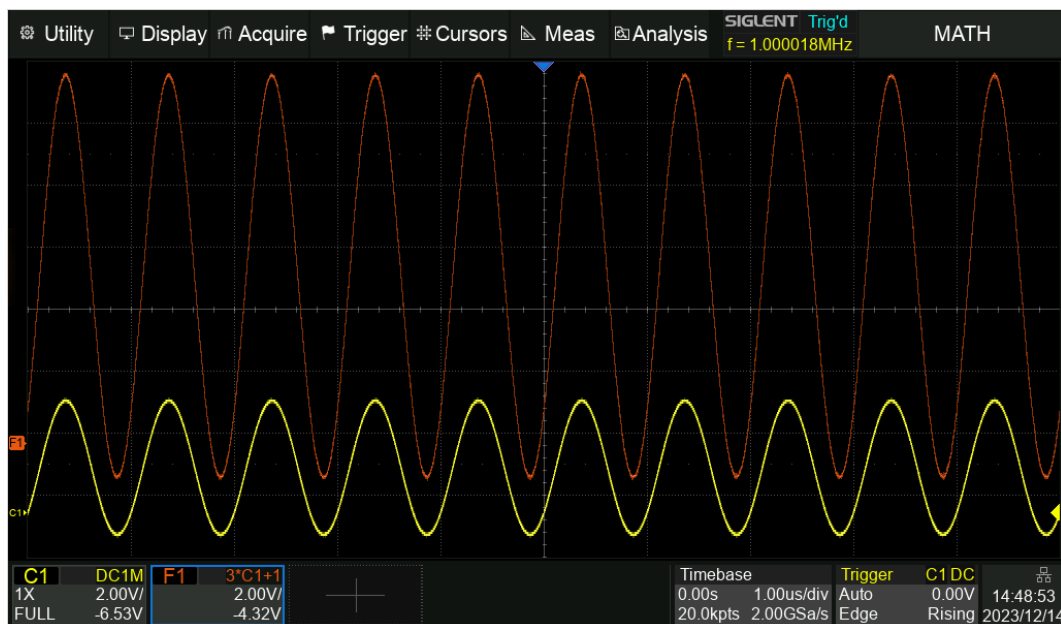 Utility Display Acquire Trigger Cursors Meas Analysis SIGLENT Trig'd MATH
f = 1.000018MHz
F1
C1
C1 DC1M F1 3*C1+1 Timebase Trigger C1 DC
1X 2.00V/ 2.00V/ 0.00s 1.00us/div Auto 0.00V 14:48:53
FULL -6.53V -4.32V 20.0kpts 2.00GSa/s Edge Rising 2023/12/14